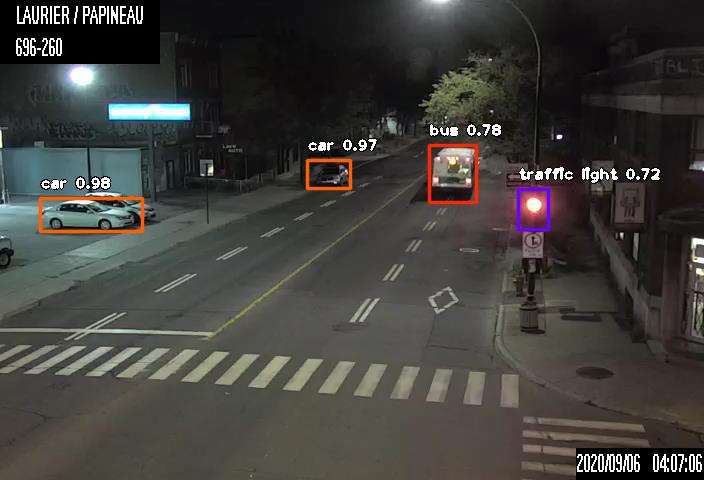 LAURIER / PAPINEAU
696-260
car 0.97
bus 0.78
traffic light 0.72
car 0.98
2020/09/06 04:07:06